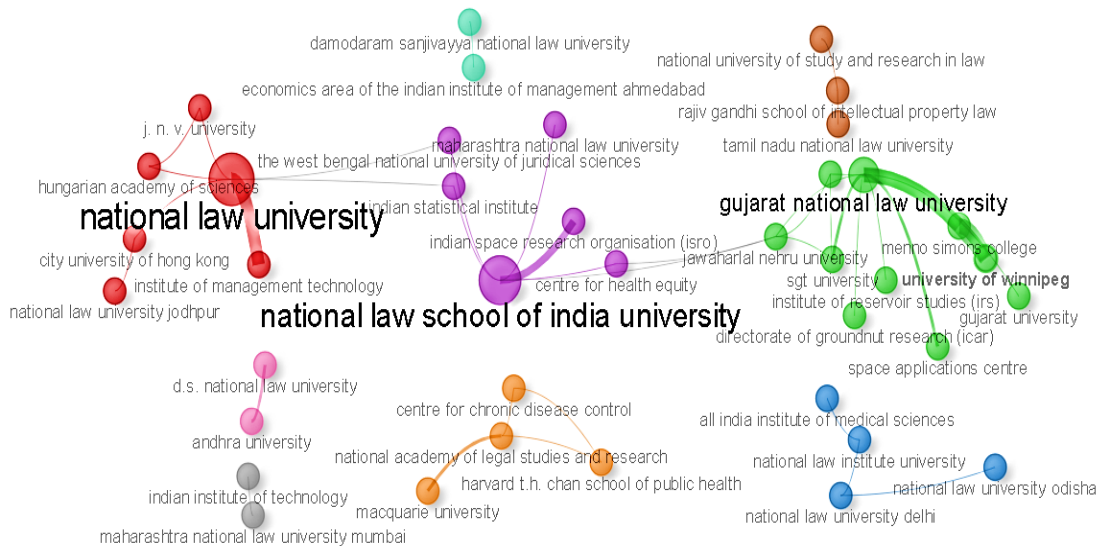 damodaram sanjivayya national law university
national university of study and research in law
economics area of the indian institute of management ahmedabad
rajiv gandhi school of intellectual property law
j. n. v. university
maharashtra national law university
tamil nadu national law university
the west bengal national university of juridical sciences
hungarian academy of sciences
national law university
indian statistical institute
gujarat national law university
indian space research organisation (isro)
menno simons college
city university of hong kong
jawaharlal nehru university
institute of management technology
centre for health equity
sgt university
university of winnipeg
national law university jodhpur
institute of reservoir studies (irs)
national law school of india university
gujarat university
directorate of groundnut research (icar)
space applications centre
d.s. national law university
centre for chronic disease control
all india institute of medical sciences
andhra university
national academy of legal studies and research
national law institute university
harvard t.h. chan school of public health
national law university odisha
indian institute of technology
macquarie university
national law university delhi
maharashtra national law university mumbai